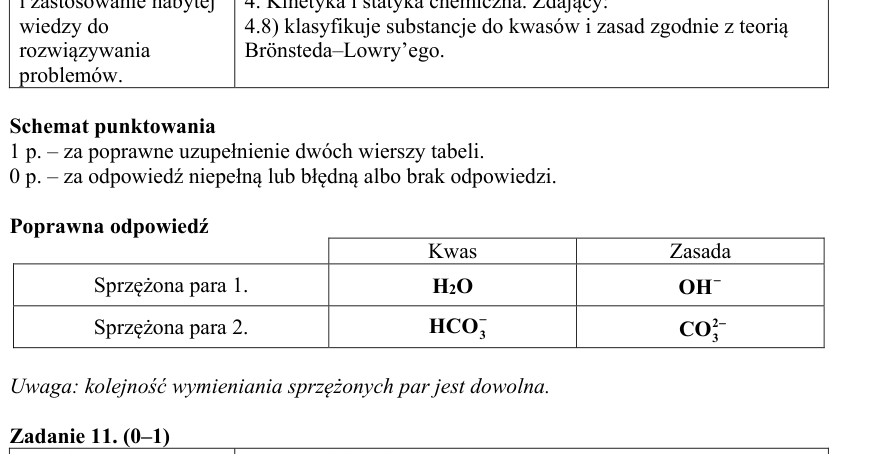 i zastosowanie nabytej
wiedzy do
rozwiązywania
problemów.
4. Kinetyka i statyka chemiczna. Zdający:
4.8) klasyfikuje substancje do kwasów i zasad zgodnie z teorią
Brönsteda–Lowry’ego.
Schemat punktowania
1 p. – za poprawne uzupełnienie dwóch wierszy tabeli.
0 p. – za odpowiedź niepełną lub błędną albo brak odpowiedzi.
Poprawna odpowiedź
Kwas Zasada
Sprzężona para 1. H₂O OH⁻
Sprzężona para 2. HCO₃⁻ CO₃²⁻
Uwaga: kolejność wymieniania sprzężonych par jest dowolna.
Zadanie 11. (0–1)